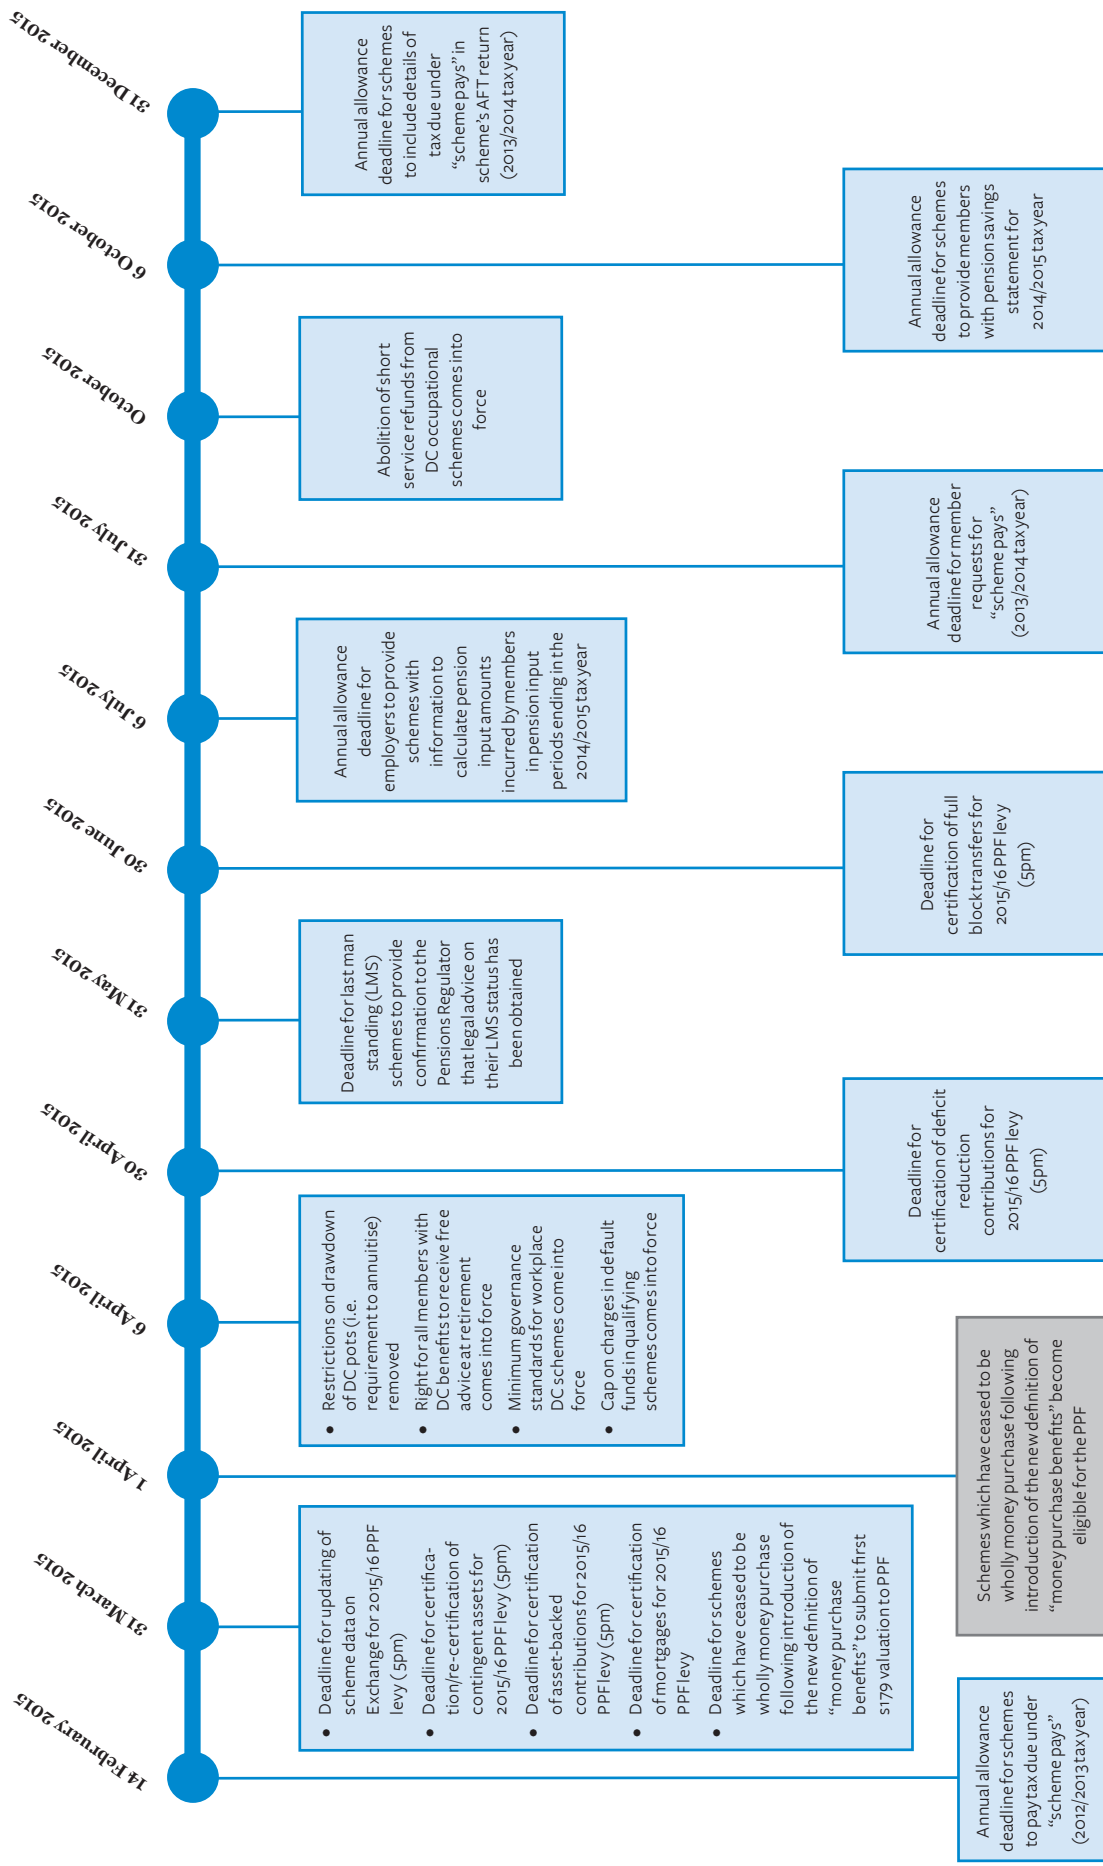 14 February 2015
Annual allowance
deadline for schemes
to pay tax due under
“scheme pays”
(2012/2013 tax year)
31 March 2015
• Deadline for updating of
scheme data on
Exchange for 2015/16 PPF
levy (5pm)
• Deadline for certifica-
tion/re-certification of
contingent assets for
2015/16 PPF levy (5pm)
• Deadline for certification
of asset-backed
contributions for 2015/16
PPF levy (5pm)
• Deadline for certification
of mortgages for 2015/16
PPF levy
• Deadline for schemes
which have ceased to be
wholly money purchase
following introduction of
the new definition of
“money purchase
benefits” to submit first
s179 valuation to PPF
1 April 2015
Schemes which have ceased to be
wholly money purchase following
introduction of the new definition of
“money purchase benefits” become
eligible for the PPF
6 April 2015
• Restrictions on drawdown
of DC pots (i.e.
requirement to annuitise)
removed
• Right for all members with
DC benefits to receive free
advice at retirement
comes into force
• Minimum governance
standards for workplace
DC schemes come into
force
• Cap on charges in default
funds in qualifying
schemes comes into force
30 April 2015
Deadline for
certification of deficit
reduction
contributions for
2015/16 PPF levy
(5pm)
31 May 2015
Deadline for last man
standing (LMS)
schemes to provide
confirmation to the
Pensions Regulator
that legal advice on
their LMS status has
been obtained
30 June 2015
Deadline for
certification of full
block transfers for
2015/16 PPF levy
(5pm)
6 July 2015
Annual allowance
deadline for
employers to provide
schemes with
information to
calculate pension
input amounts
incurred by members
in pension input
periods ending in the
2014/2015 tax year
31 July 2015
Annual allowance
deadline for member
requests for
“scheme pays”
(2013/2014 tax year)
October 2015
Abolition of short
service refunds from
DC occupational
schemes comes into
force
6 October 2015
Annual allowance
deadline for schemes
to provide members
with pension savings
statement for
2014/2015 tax year
31 December 2015
Annual allowance
deadline for schemes
to include details of
tax due under
“scheme pays” in
scheme’s AFT return
(2013/2014 tax year)